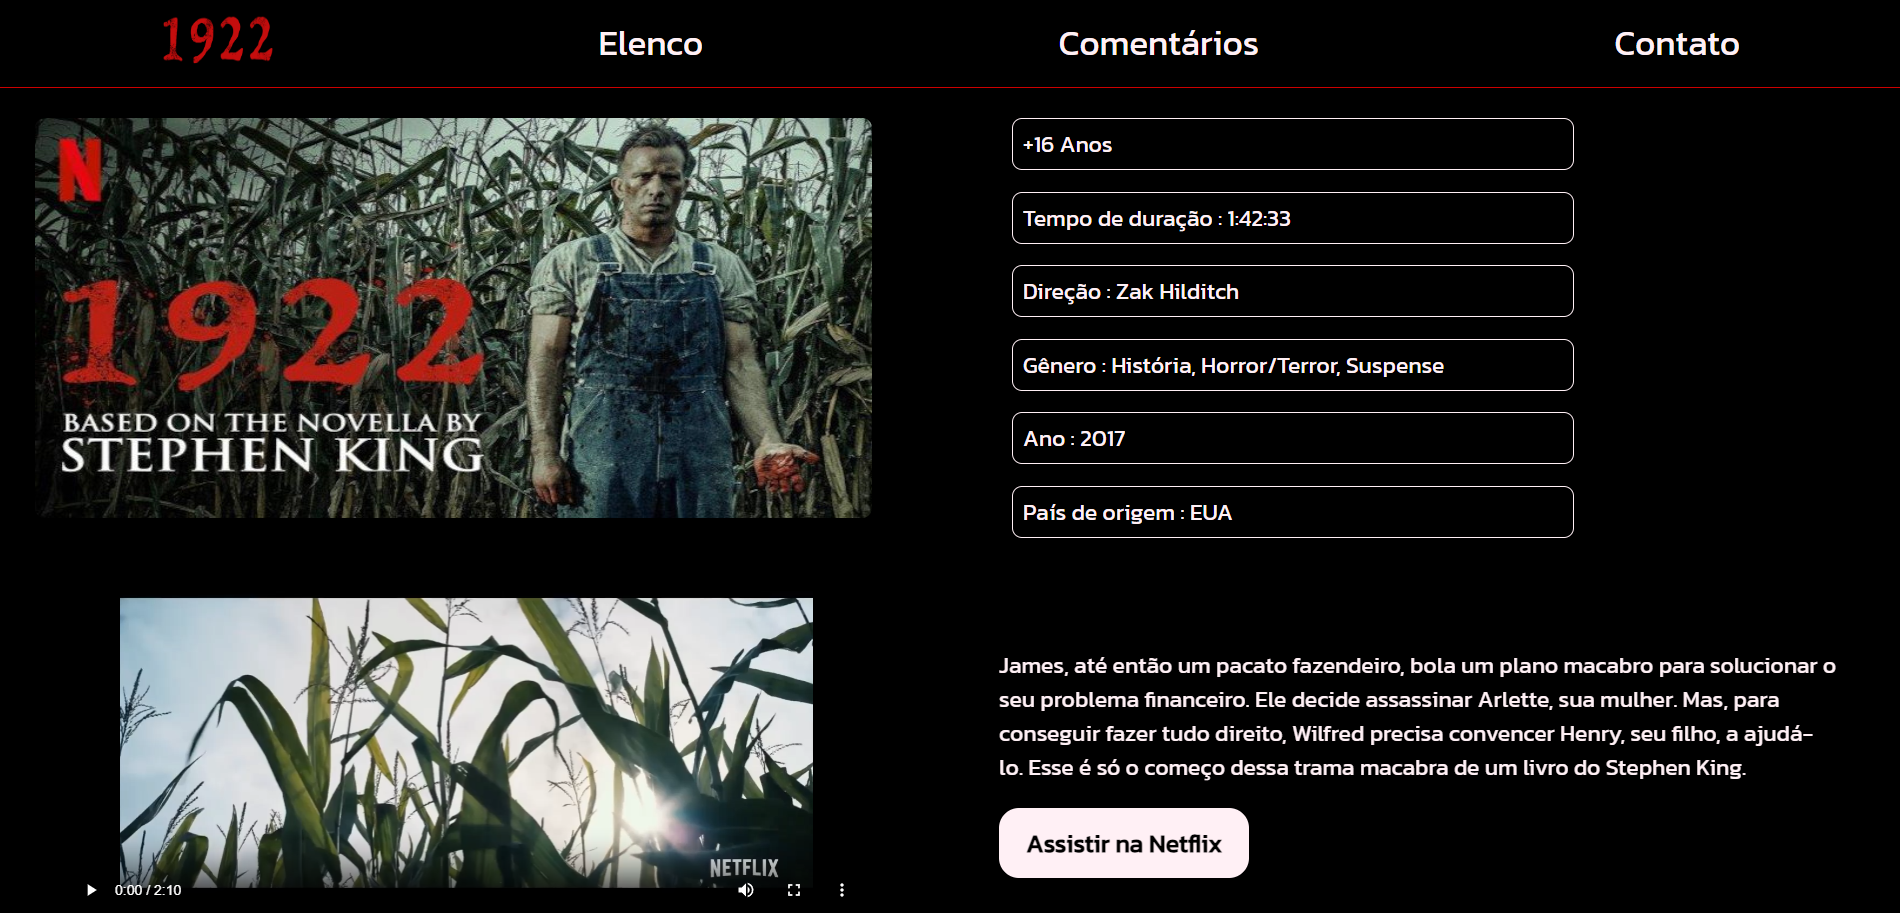 1922
Elenco
Comentários
Contato
N
1922
BASED ON THE NOVELLA BY
STEPHEN KING
+16 Anos
Tempo de duração : 1:42:33
Direção : Zak Hilditch
Gênero : História, Horror/Terror, Suspense
Ano : 2017
País de origem : EUA
NETFLIX
0:00 / 2:10
James, até então um pacato fazendeiro, bola um plano macabro para solucionar o
seu problema financeiro. Ele decide assassinar Arlette, sua mulher. Mas, para
conseguir fazer tudo direito, Wilfred precisa convencer Henry, seu filho, a ajudá-
lo. Esse é só o começo dessa trama macabra de um livro do Stephen King.
Assistir na Netflix